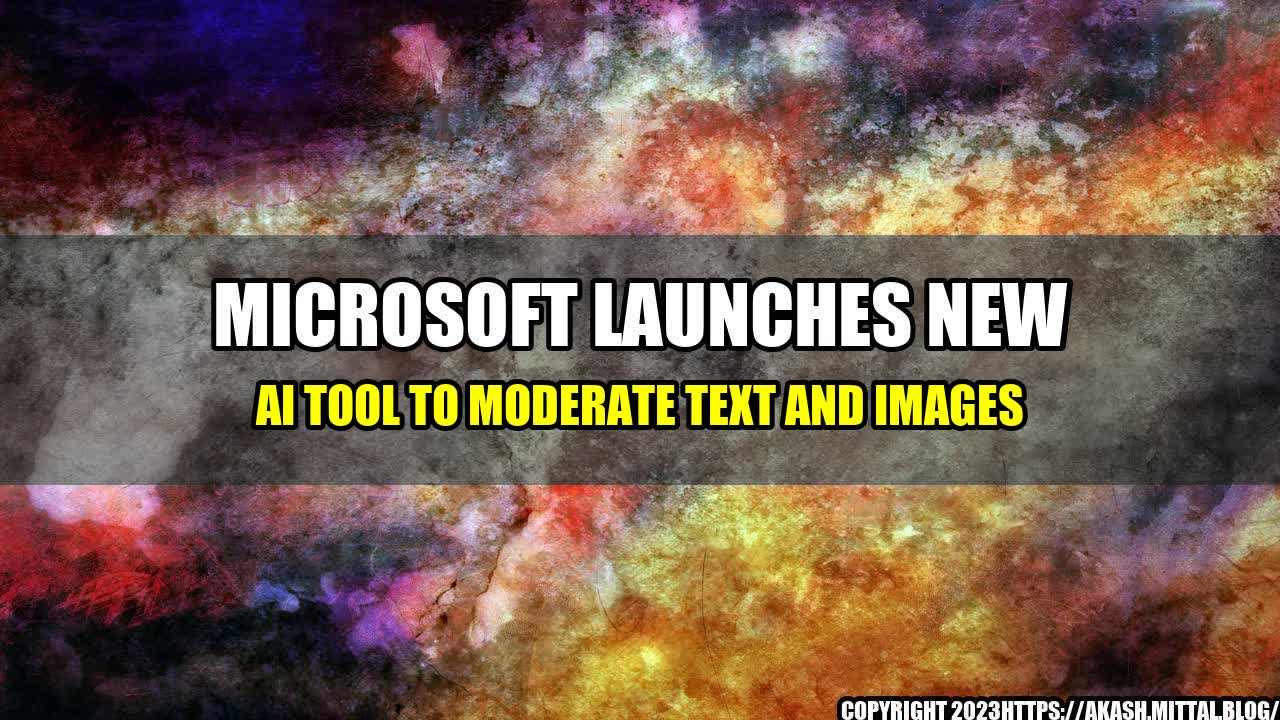 MICROSOFT LAUNCHES NEW
AI TOOL TO MODERATE TEXT AND IMAGES
COPYRIGHT 2023HTTPS://AKASH.MITTAL.BLOG/